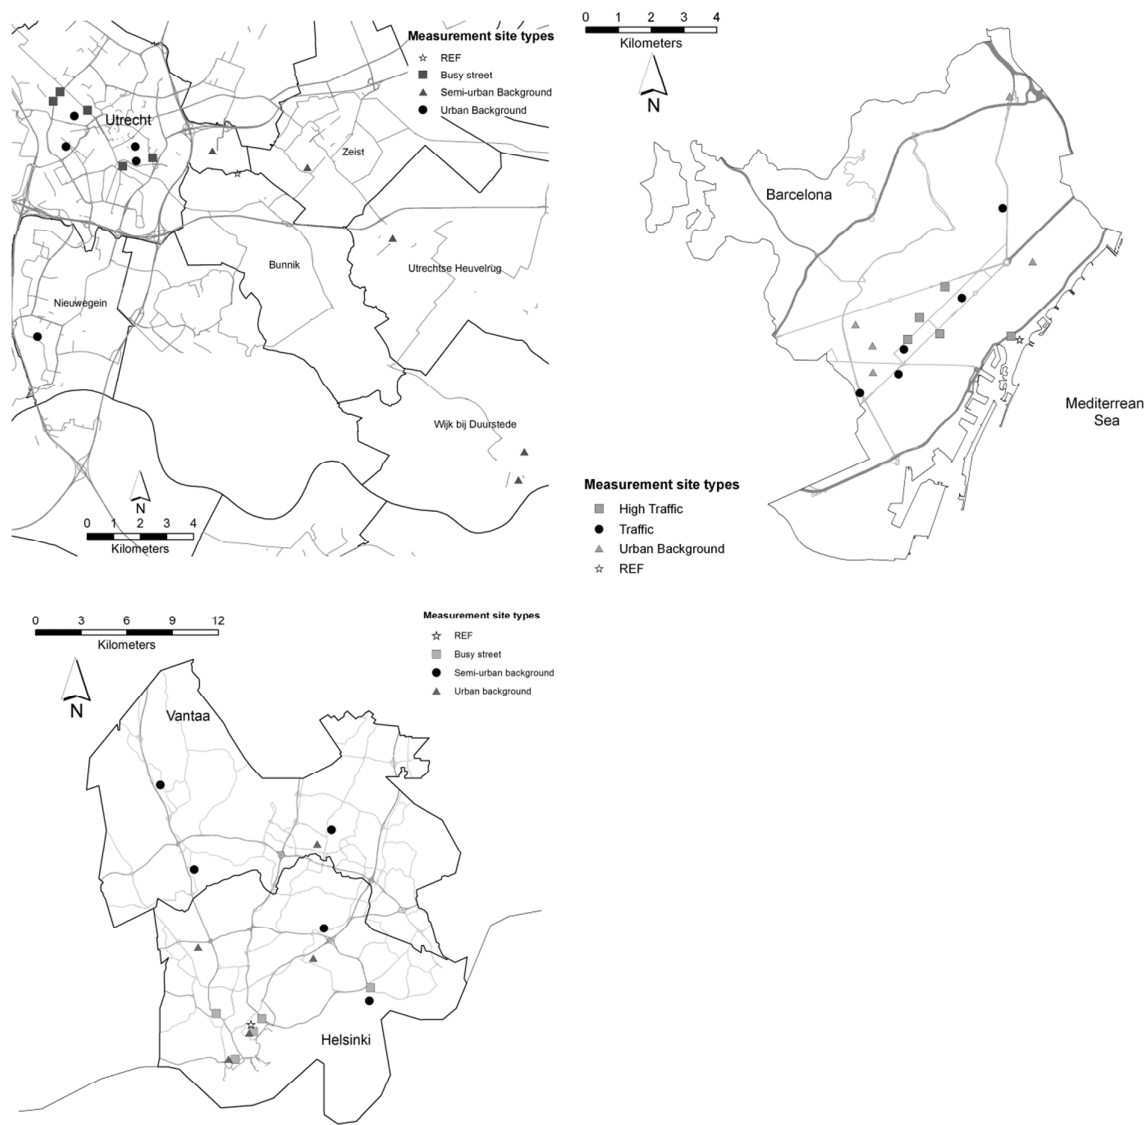 Measurement site types
REF
Busy street
Semi-urban Background
Urban Background
Utrecht
Zeist
Bunnik
Utrechtse Heuvelrug
Nieuwegein
Wijk bij Duurstede
N
0 1 2 3 4
Kilometers
0 1 2 3 4
Kilometers
N
Barcelona
Mediterrean
Sea
Measurement site types
High Traffic
Traffic
Urban Background
REF
0 3 6 9 12
Kilometers
N
Measurement site types
REF
Busy street
Semi-urban background
Urban background
Vantaa
Helsinki